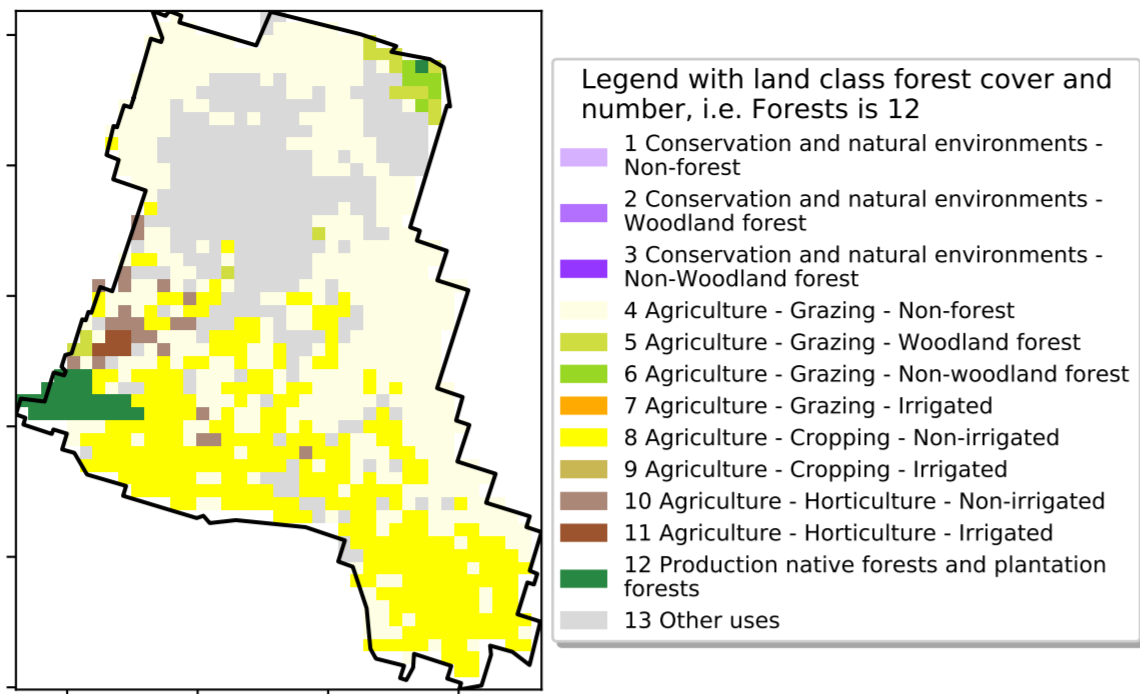 Legend with land class forest cover and
number, i.e. Forests is 12
1 Conservation and natural environments -
Non-forest
2 Conservation and natural environments -
Woodland forest
3 Conservation and natural environments -
Non-Woodland forest
4 Agriculture - Grazing - Non-forest
5 Agriculture - Grazing - Woodland forest
6 Agriculture - Grazing - Non-woodland forest
7 Agriculture - Grazing - Irrigated
8 Agriculture - Cropping - Non-irrigated
9 Agriculture - Cropping - Irrigated
10 Agriculture - Horticulture - Non-irrigated
11 Agriculture - Horticulture - Irrigated
12 Production native forests and plantation
forests
13 Other uses